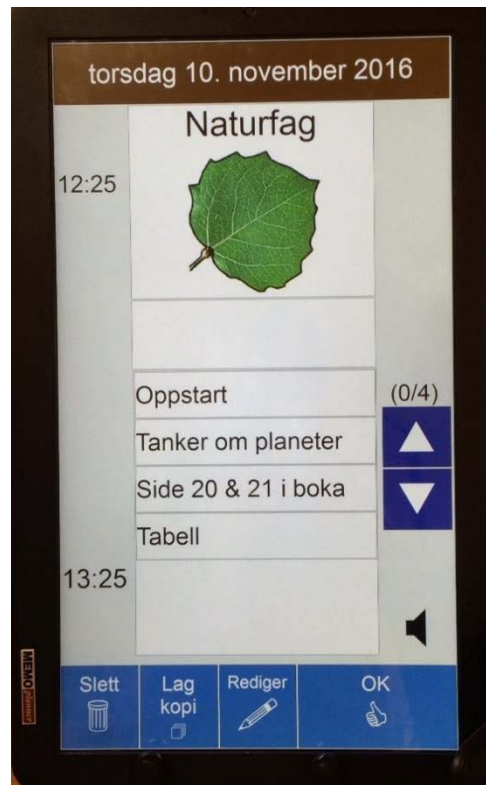 torsdag 10. november 2016
Naturfag
12:25
Oppstart
(0/4)
Tanker om planeter
Side 20 & 21 i boka
Tabell
13:25
MEMOplanner
Slett
Lag
kopi
Rediger
OK